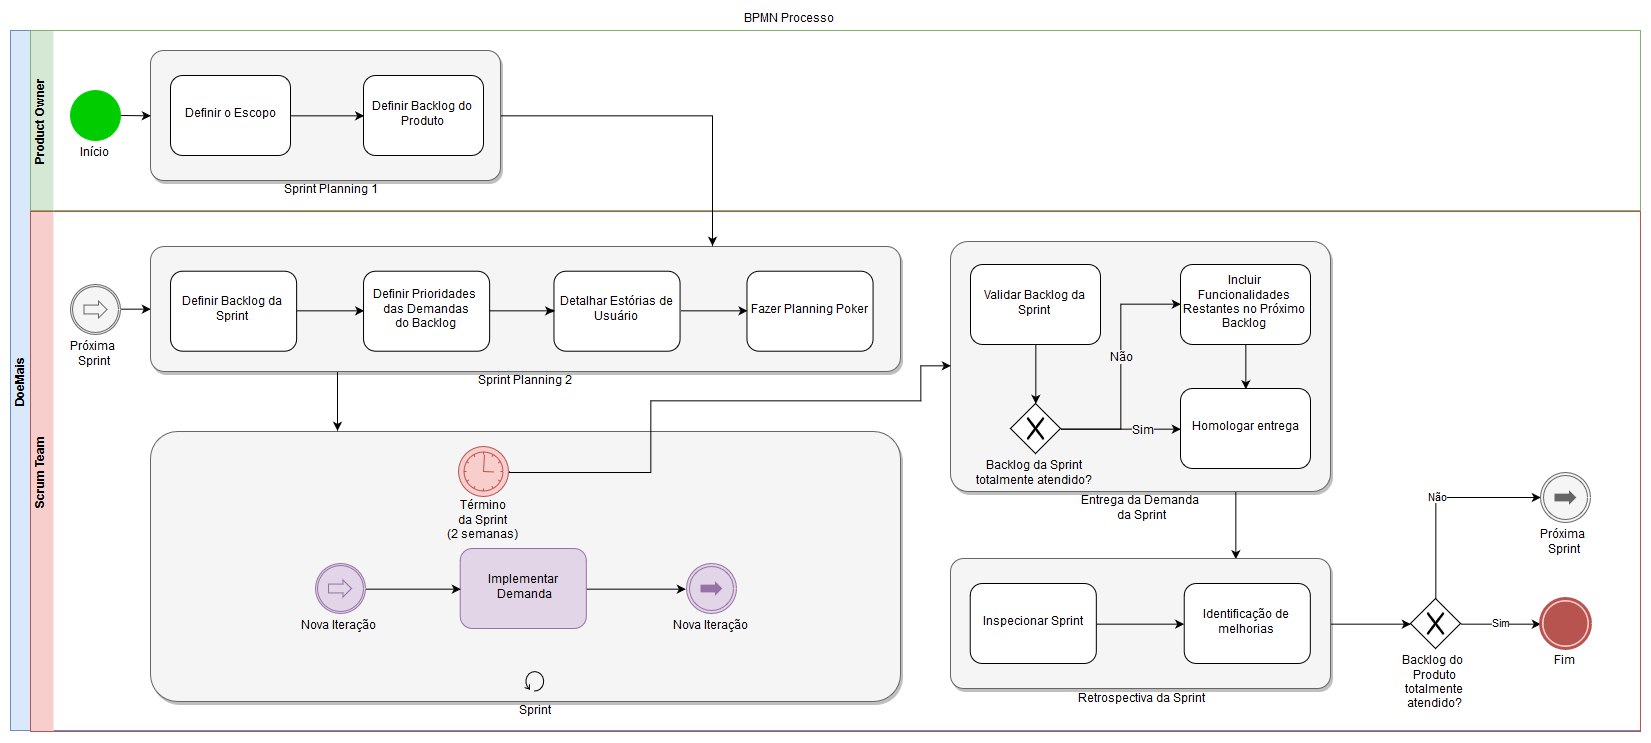 BPMN Processo
DoeMais
Product Owner
Início
Definir o Escopo
Definir Backlog do
Produto
Sprint Planning 1
Scrum Team
Próxima
Sprint
Definir Backlog da
Sprint
Definir Prioridades
das Demandas
do Backlog
Detalhar Estórias de
Usuário
Fazer Planning Poker
Sprint Planning 2
Término
da Sprint
(2 semanas)
Nova Iteração
Implementar
Demanda
Nova Iteração
Sprint
Validar Backlog da
Sprint
Backlog da Sprint
totalmente atendido?
Não
Sim
Incluir
Funcionalidades
Restantes no Próximo
Backlog
Homologar entrega
Entrega da Demanda
da Sprint
Inspecionar Sprint
Identificação de
melhorias
Retrospectiva da Sprint
Backlog do
Produto
totalmente
atendido?
Não
Próxima
Sprint
Sim
Fim